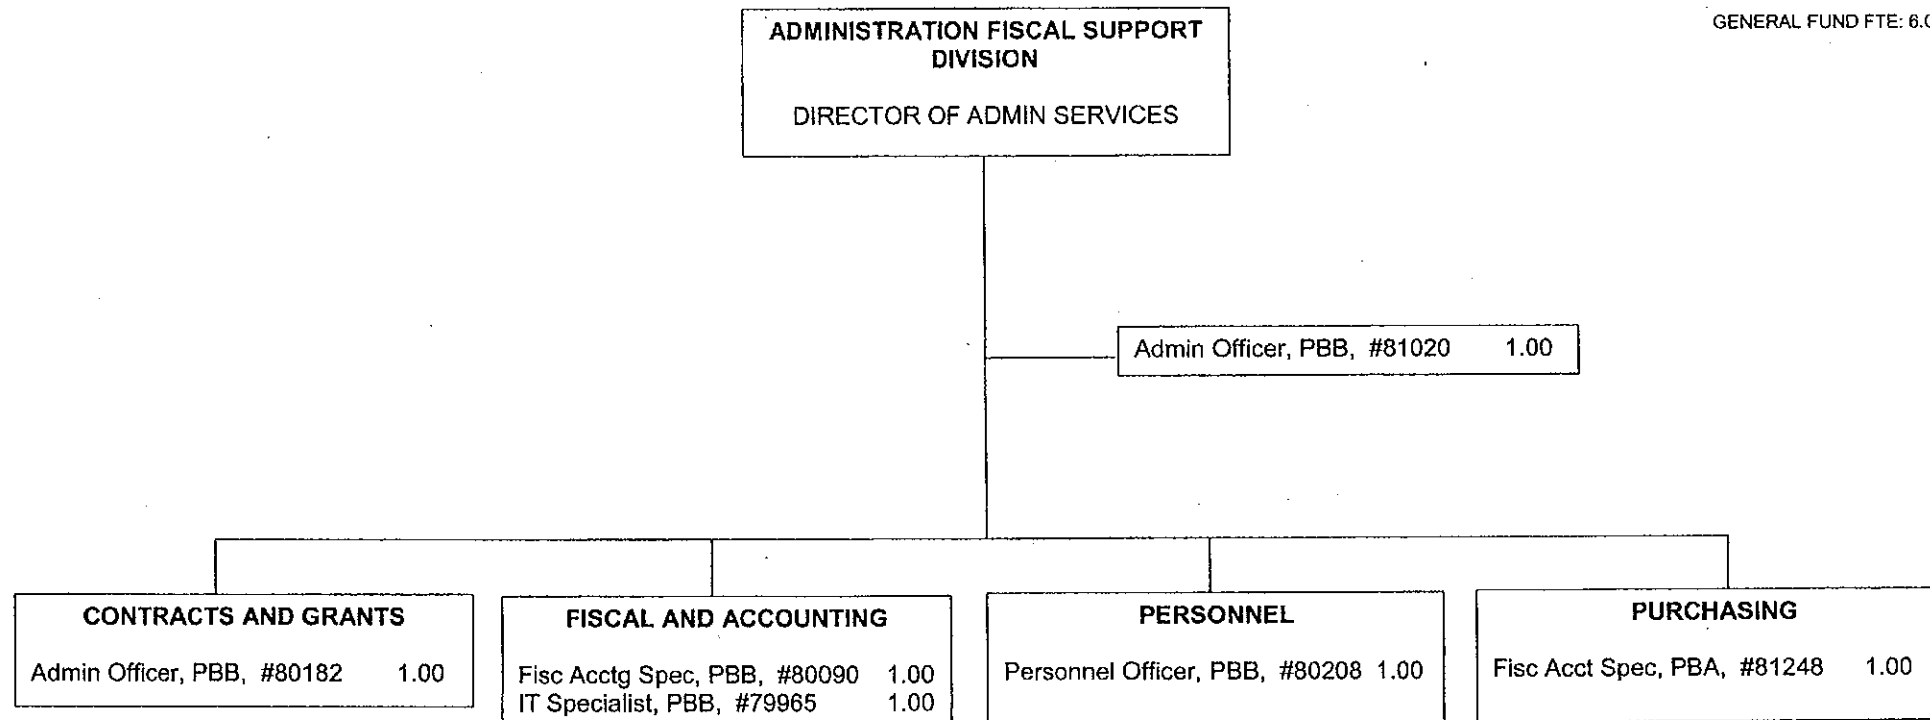 GENERAL FUND FTE: 6.0
ADMINISTRATION FISCAL SUPPORT
DIVISION
DIRECTOR OF ADMIN SERVICES
Admin Officer, PBB, #81020 1.00
CONTRACTS AND GRANTS
Admin Officer, PBB, #80182 1.00
FISCAL AND ACCOUNTING
Fisc Acctg Spec, PBB, #80090 1.00
IT Specialist, PBB, #79965 1.00
PERSONNEL
Personnel Officer, PBB, #80208 1.00
PURCHASING
Fisc Acct Spec, PBA, #81248 1.00